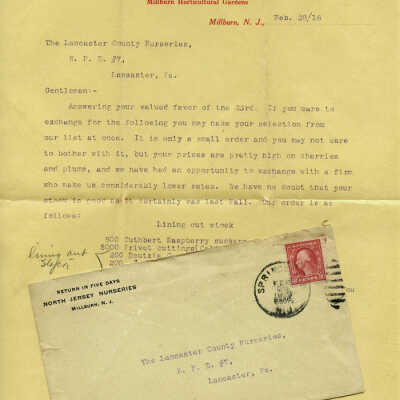 Millburn Horticultural Gardens
Millburn, N. J., Feb. 28/16
The Lancaster County Nurseries,
R. F. D. #7,
Lancaster, Pa.
Gentlemen:-
Answering your valued favor of the 23rd. If you care to
exchange for the following you may make your selection from
our list at once. It is only a small order and you may not care
to bother with it, but your prices are pretty high on cherries
and plums, and we have had an opportunity to exchange with a firm
who make us considerably lower rates. We have no doubt that your
stock is good as it certainly was last Fall. Our order is as
follows:
Lining out stock
500 Cuthbert Raspberry suckers
5000 Privet cuttings
200 Deutzia
lining out
RETURN IN FIVE DAYS
NORTH JERSEY NURSERIES
MILLBURN, N. J.
SPRIN
The Lancaster County Nurseries,
R. F. D. #7,
Lancaster, Pa.